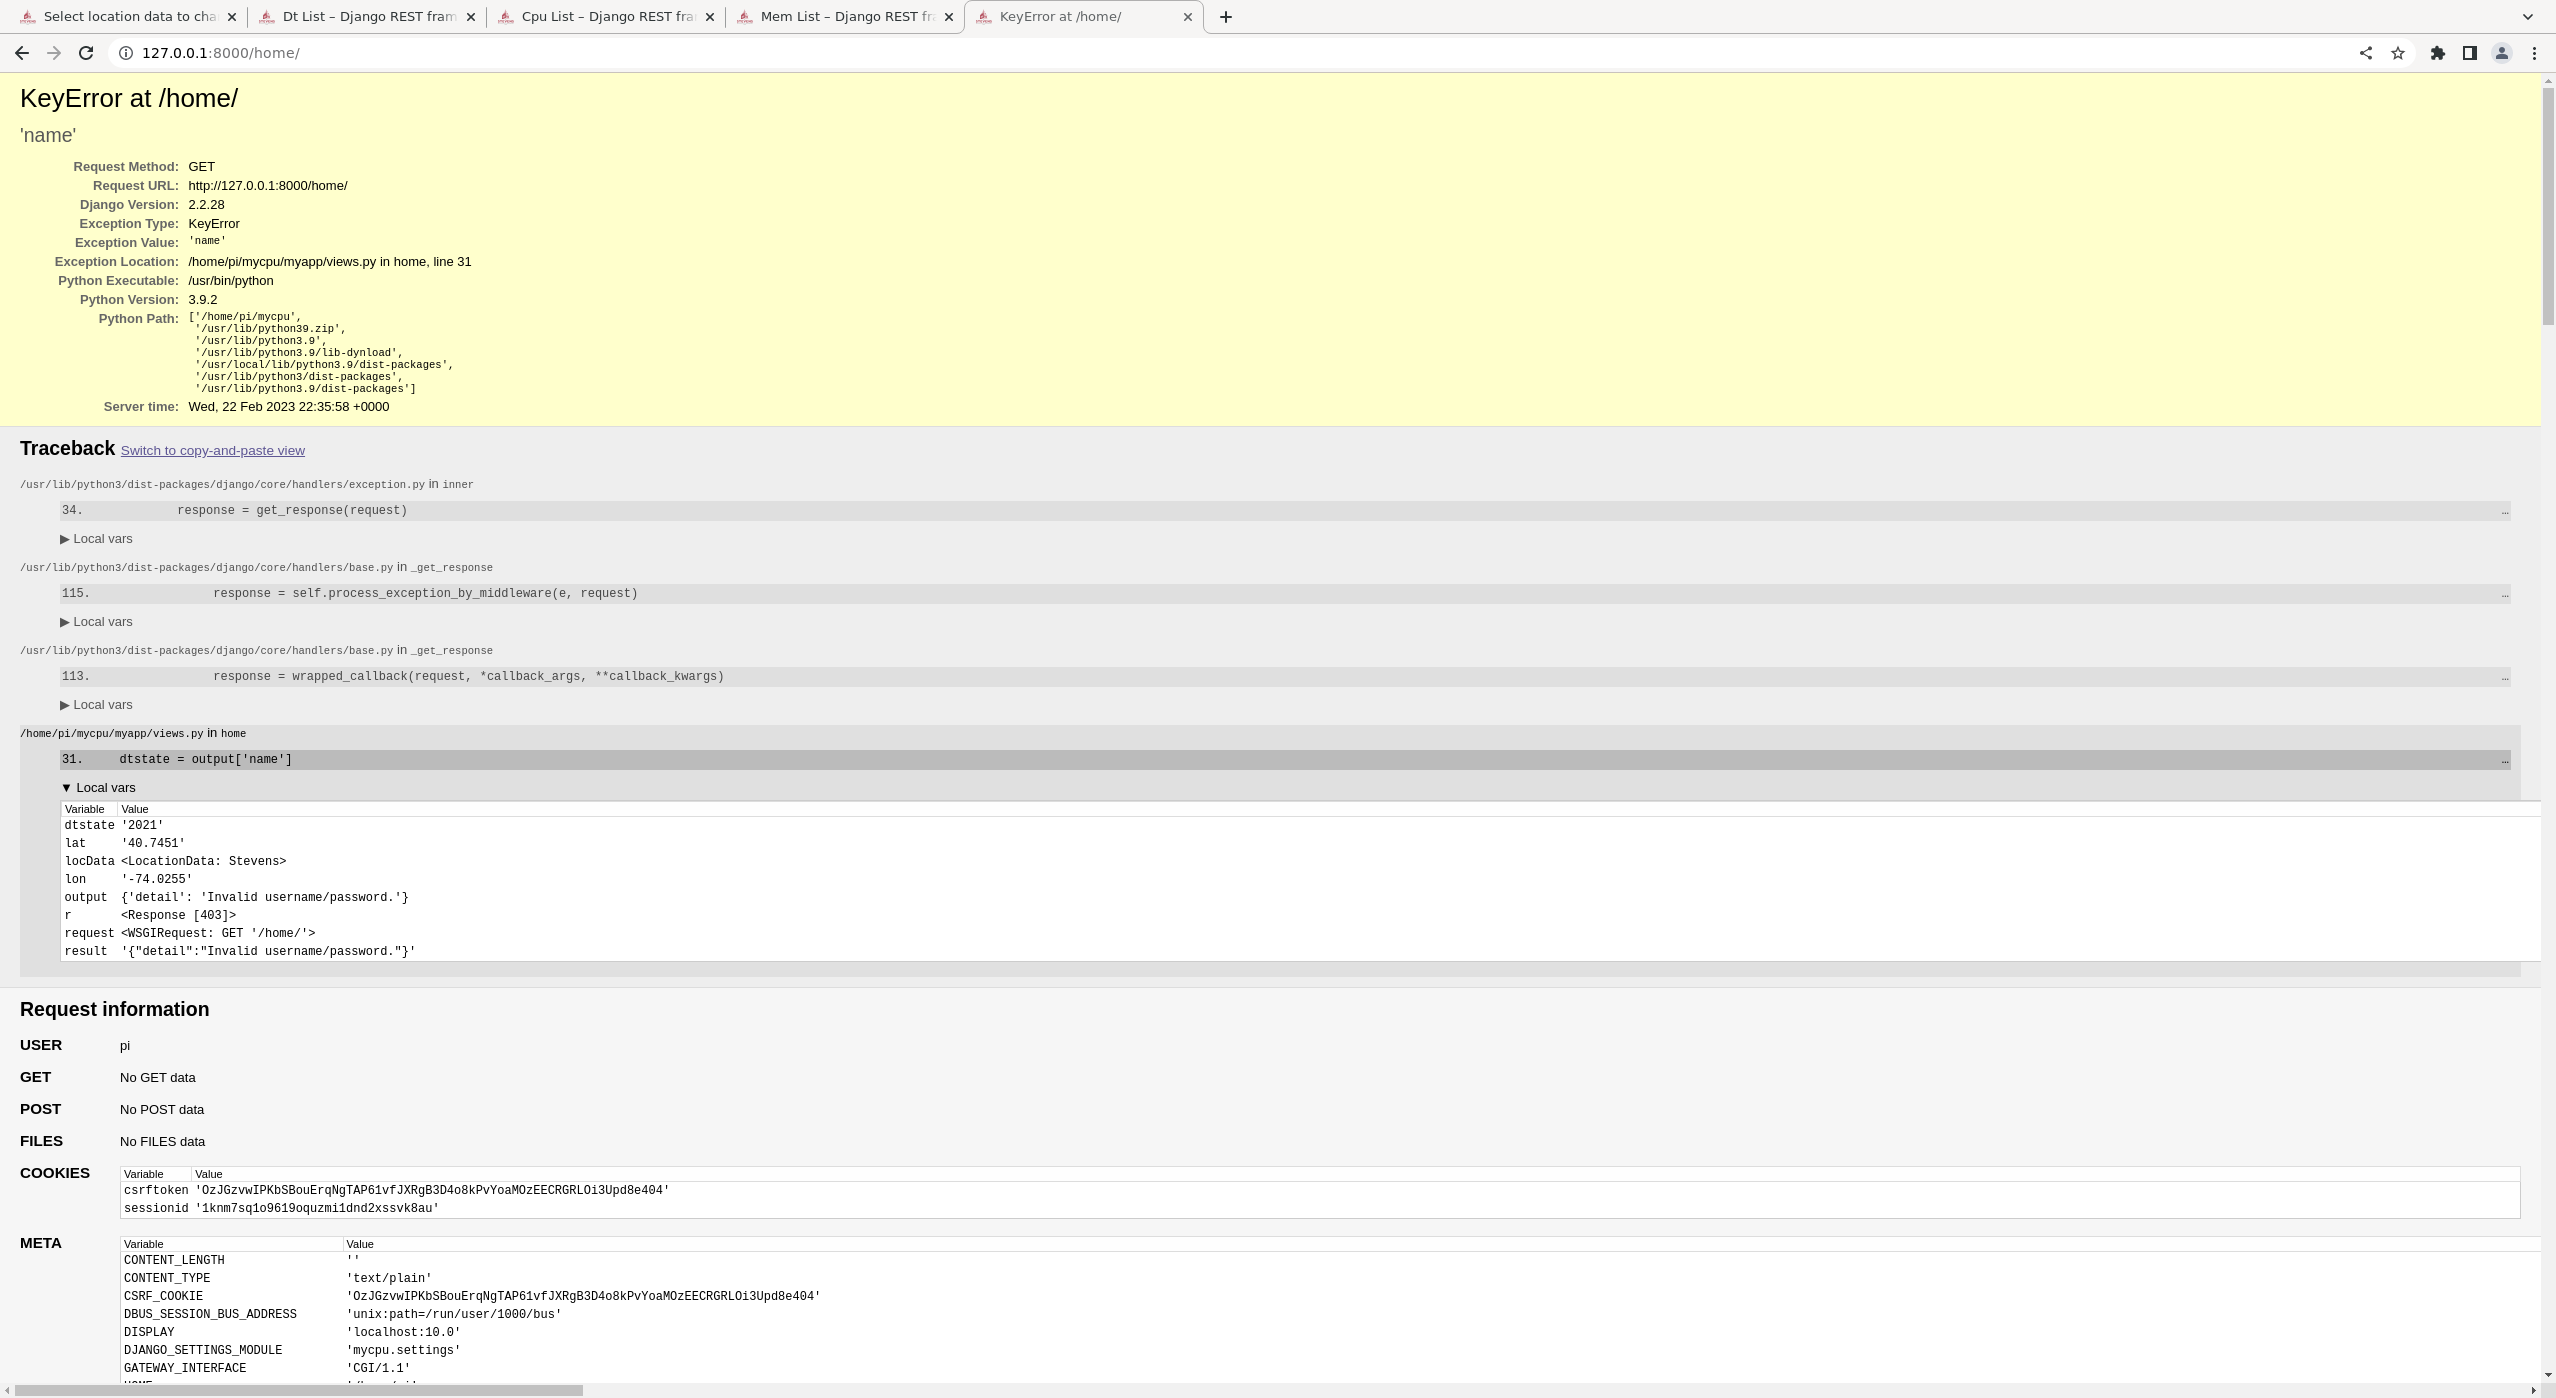 Select location data to cha
Dt List – Django REST fram
Cpu List – Django REST fra
Mem List – Django REST fr
KeyError at /home/
127.0.0.1:8000/home/
KeyError at /home/
'name'
Request Method: GET
Request URL: http://127.0.0.1:8000/home/
Django Version: 2.2.28
Exception Type: KeyError
Exception Value: 'name'
Exception Location: /home/pi/mycpu/myapp/views.py in home, line 31
Python Executable: /usr/bin/python
Python Version: 3.9.2
Python Path: ['/home/pi/mycpu',
'/usr/lib/python39.zip',
'/usr/lib/python3.9',
'/usr/lib/python3.9/lib-dynload',
'/usr/local/lib/python3.9/dist-packages',
'/usr/lib/python3/dist-packages',
'/usr/lib/python3.9/dist-packages']
Server time: Wed, 22 Feb 2023 22:35:58 +0000
Traceback Switch to copy-and-paste view
/usr/lib/python3/dist-packages/django/core/handlers/exception.py in inner
34. response = get_response(request) …
▶ Local vars
/usr/lib/python3/dist-packages/django/core/handlers/base.py in _get_response
115. response = self.process_exception_by_middleware(e, request) …
▶ Local vars
/usr/lib/python3/dist-packages/django/core/handlers/base.py in _get_response
113. response = wrapped_callback(request, *callback_args, **callback_kwargs) …
▶ Local vars
/home/pi/mycpu/myapp/views.py in home
31. dtstate = output['name'] …
▼ Local vars
Variable Value
dtstate '2021'
lat '40.7451'
locData <LocationData: Stevens>
lon '-74.0255'
output {'detail': 'Invalid username/password.'}
r <Response [403]>
request <WSGIRequest: GET '/home/'>
result '{"detail":"Invalid username/password."}'
Request information
USER pi
GET No GET data
POST No POST data
FILES No FILES data
COOKIES Variable Value
csrftoken 'OzJGzvwIPKbSBouErqNgTAP61vfJXRgB3D4o8kPvYoaMOzEECRGRLOi3Upd8e404'
sessionid '1knm7sq1o9619oquzmi1dnd2xssvk8au'
META Variable Value
CONTENT_LENGTH ''
CONTENT_TYPE 'text/plain'
CSRF_COOKIE 'OzJGzvwIPKbSBouErqNgTAP61vfJXRgB3D4o8kPvYoaMOzEECRGRLOi3Upd8e404'
DBUS_SESSION_BUS_ADDRESS 'unix:path=/run/user/1000/bus'
DISPLAY 'localhost:10.0'
DJANGO_SETTINGS_MODULE 'mycpu.settings'
GATEWAY_INTERFACE 'CGI/1.1'